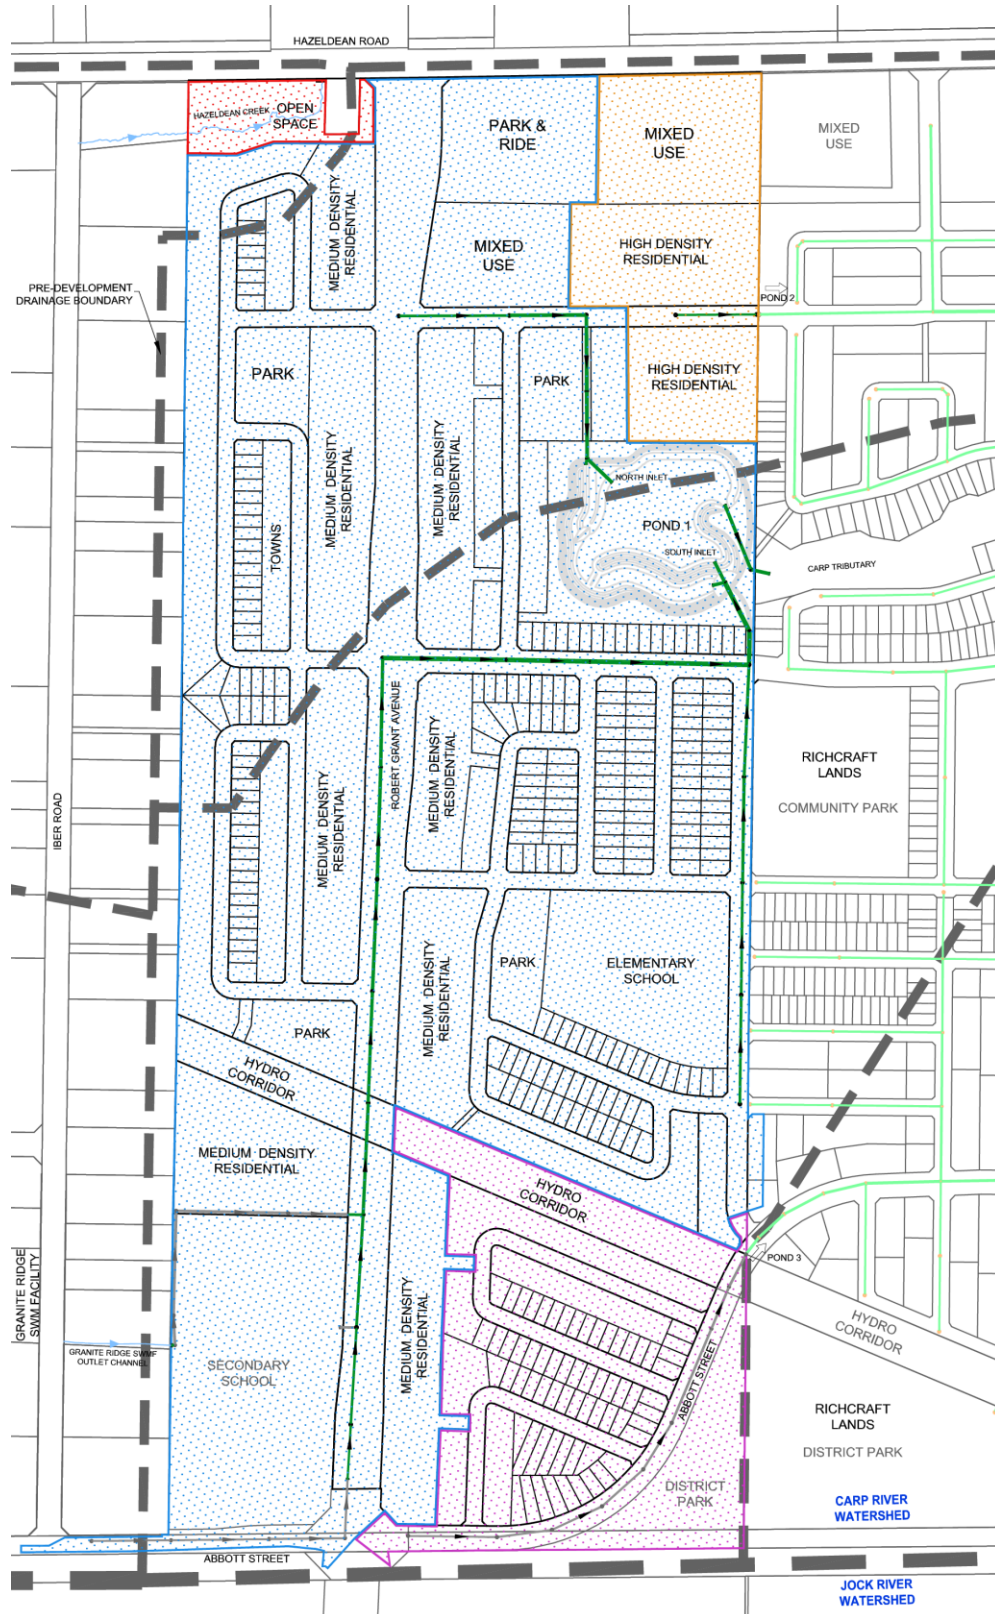 HAZELDEAN ROAD
HAZELDEAN CREEK
OPEN
SPACE
PARK &
RIDE
MIXED
USE
MIXED
USE
MEDIUM DENSITY
RESIDENTIAL
MIXED
USE
HIGH DENSITY
RESIDENTIAL
PRE-DEVELOPMENT
DRAINAGE BOUNDARY
POND 2
PARK
PARK
HIGH DENSITY
RESIDENTIAL
MEDIUM DENSITY
RESIDENTIAL
MEDIUM DENSITY
RESIDENTIAL
NORTH INLET
TOWNS
POND 1
SOUTH INLET
CARP TRIBUTARY
ROBERT GRANT AVENUE
MEDIUM DENSITY
RESIDENTIAL
MEDIUM DENSITY
RESIDENTIAL
RICHCRAFT
LANDS
COMMUNITY PARK
IBER ROAD
MEDIUM DENSITY
RESIDENTIAL
PARK
ELEMENTARY
SCHOOL
PARK
HYDRO
CORRIDOR
MEDIUM DENSITY
RESIDENTIAL
HYDRO
CORRIDOR
POND 3
GRANITE RIDGE
SWM FACILITY
MEDIUM DENSITY
RESIDENTIAL
HYDRO
CORRIDOR
GRANITE RIDGE SWMF
OUTLET CHANNEL
SECONDARY
SCHOOL
ABBOTT STREET
RICHCRAFT
LANDS
DISTRICT PARK
DISTRICT
PARK
CARP RIVER
WATERSHED
ABBOTT STREET
JOCK RIVER
WATERSHED